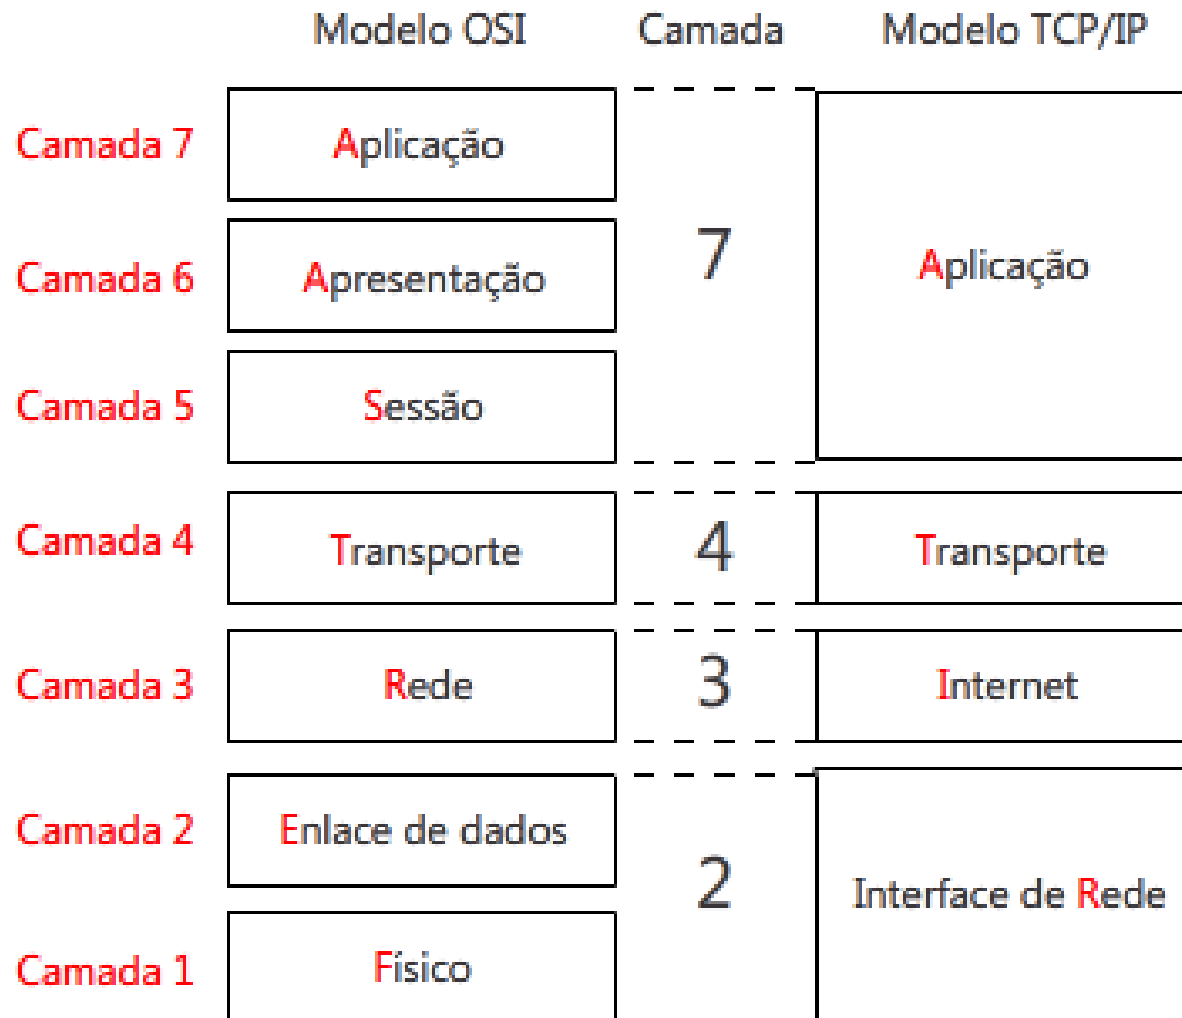 Modelo OSI Camada Modelo TCP/IP
Camada 7 Aplicação
Camada 6 Apresentação 7 Aplicação
Camada 5 Sessão
Camada 4 Transporte 4 Transporte
Camada 3 Rede 3 Internet
Camada 2 Enlace de dados
2 Interface de Rede
Camada 1 Físico